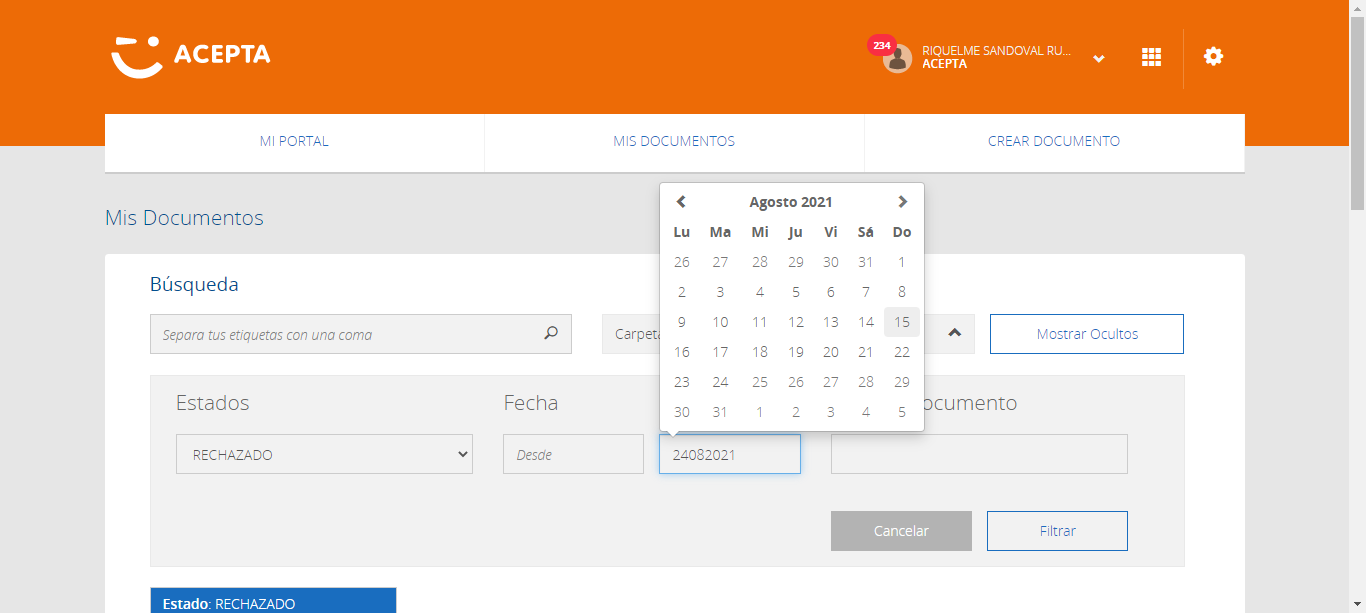 ACEPTA
234
RIQUELME SANDOVAL RU...
ACEPTA
MI PORTAL
MIS DOCUMENTOS
CREAR DOCUMENTO
Mis Documentos
Agosto 2021
Lu Ma Mi Ju Vi Sá Do
26 27 28 29 30 31 1
2 3 4 5 6 7 8
9 10 11 12 13 14 15
16 17 18 19 20 21 22
23 24 25 26 27 28 29
30 31 1 2 3 4 5
Búsqueda
Separa tus etiquetas con una coma
Carpeta
Mostrar Ocultos
Estados
Fecha
ocumento
RECHAZADO
Desde
24082021
Cancelar
Filtrar
Estado: RECHAZADO